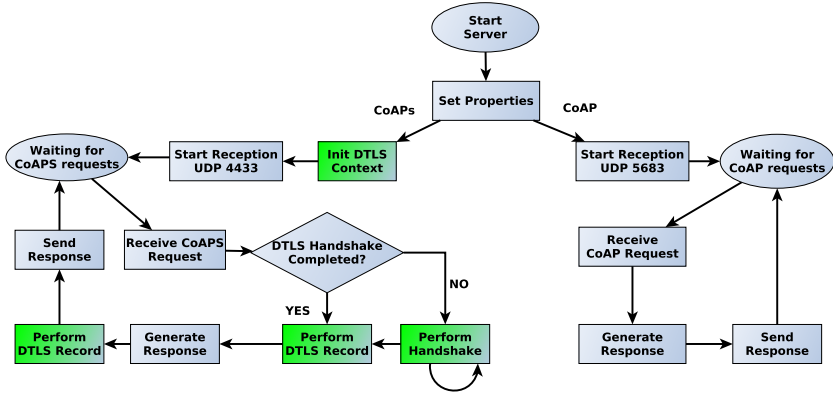 Start
Server
Set Properties
CoAPs
CoAP
Waiting for
CoAPS requests
Start Reception
UDP 4433
Init DTLS
Context
Start Reception
UDP 5683
Waiting for
CoAP requests
Send
Response
Receive CoAPS
Request
DTLS Handshake
Completed?
Receive
CoAP Request
NO
YES
Perform
DTLS Record
Generate
Response
Perform
DTLS Record
Perform
Handshake
Generate
Response
Send
Response